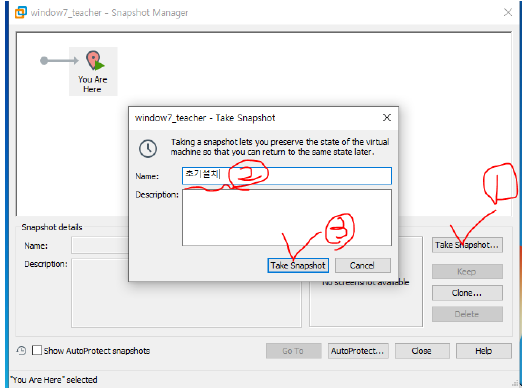 window7_teacher - Snapshot Manager
You Are
Here
window7_teacher - Take Snapshot
Taking a snapshot lets you preserve the state of the virtual
machine so that you can return to the same state later.
Name:
초기설치
2
Description:
3
Take Snapshot
Cancel
1
Snapshot details
Name:
Description:
No screenshot available
Take Snapshot...
Keep
Clone...
Delete
Show AutoProtect snapshots
Go To
AutoProtect...
Close
Help
"You Are Here" selected